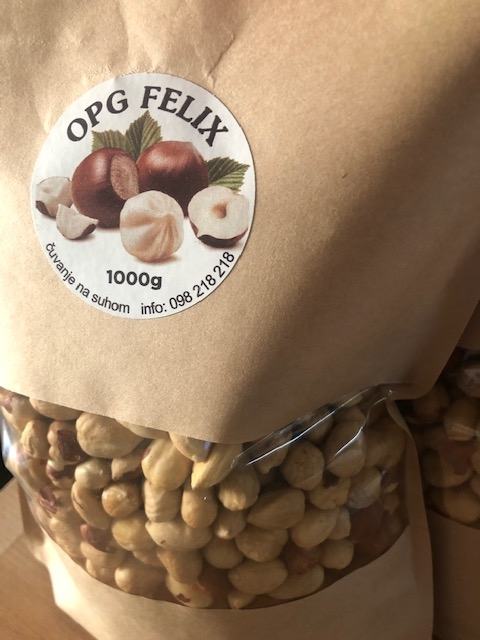 OPG FELIX
1000g
čuvanje na suhom info: 098 218 218